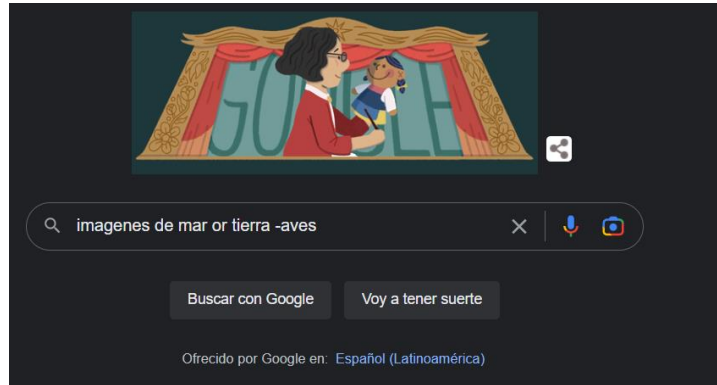 GOOGLE
imagenes de mar or tierra -aves
Buscar con Google Voy a tener suerte
Ofrecido por Google en: Español (Latinoamérica)